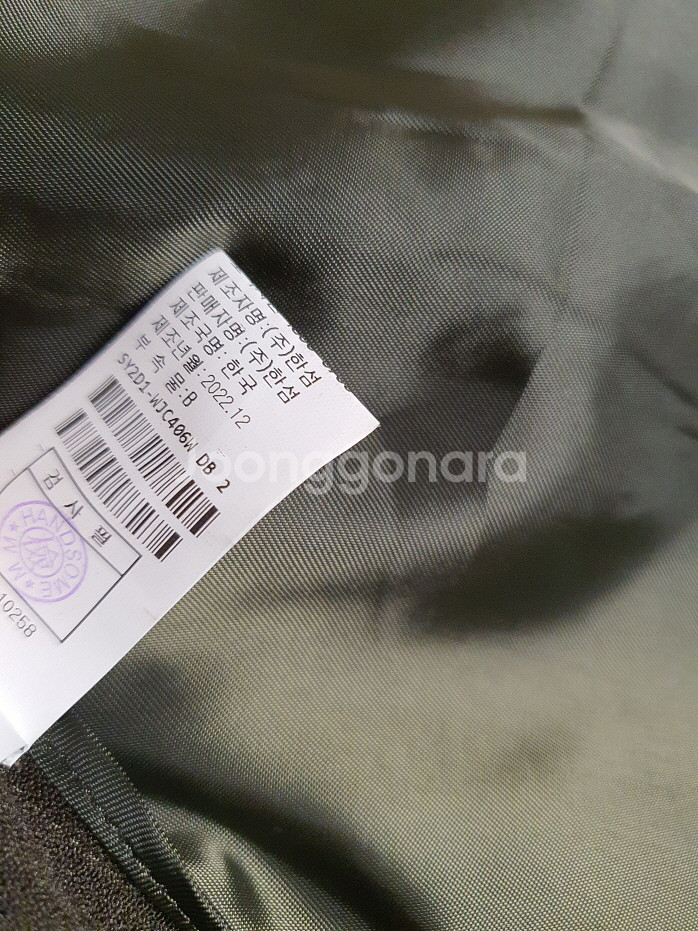 제조자명:(주)한섬
판매자명:(주)한섬
제조국명:한국
제조년월:2022.12
부 속 물:B
SY2D1-WJC406W DB 2
검 사 필
HANDSOME
10258
joonggonara